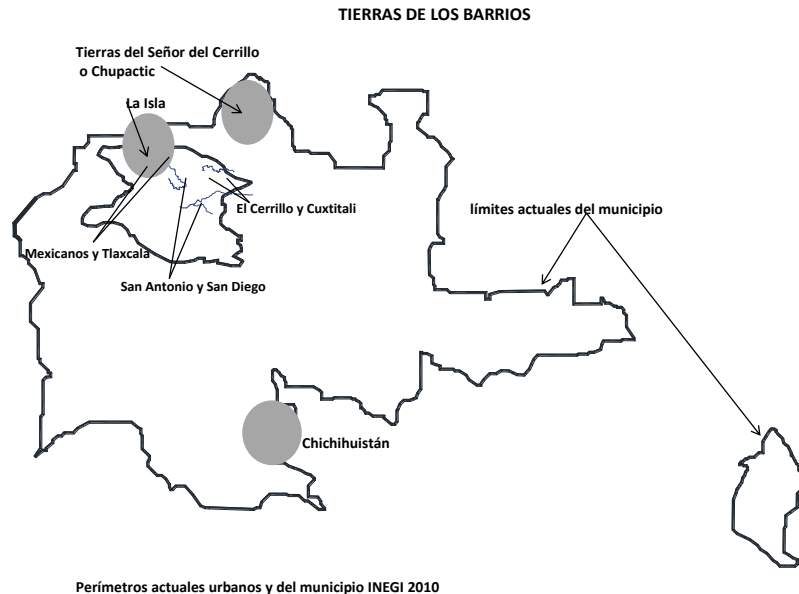 TIERRAS DE LOS BARRIOS
Tierras del Señor del Cerrillo
o Chupactic
La Isla
El Cerrillo y Cuxtitali
límites actuales del municipio
Mexicanos y Tlaxcala
San Antonio y San Diego
Chichihuistán
Perímetros actuales urbanos y del municipio INEGI 2010